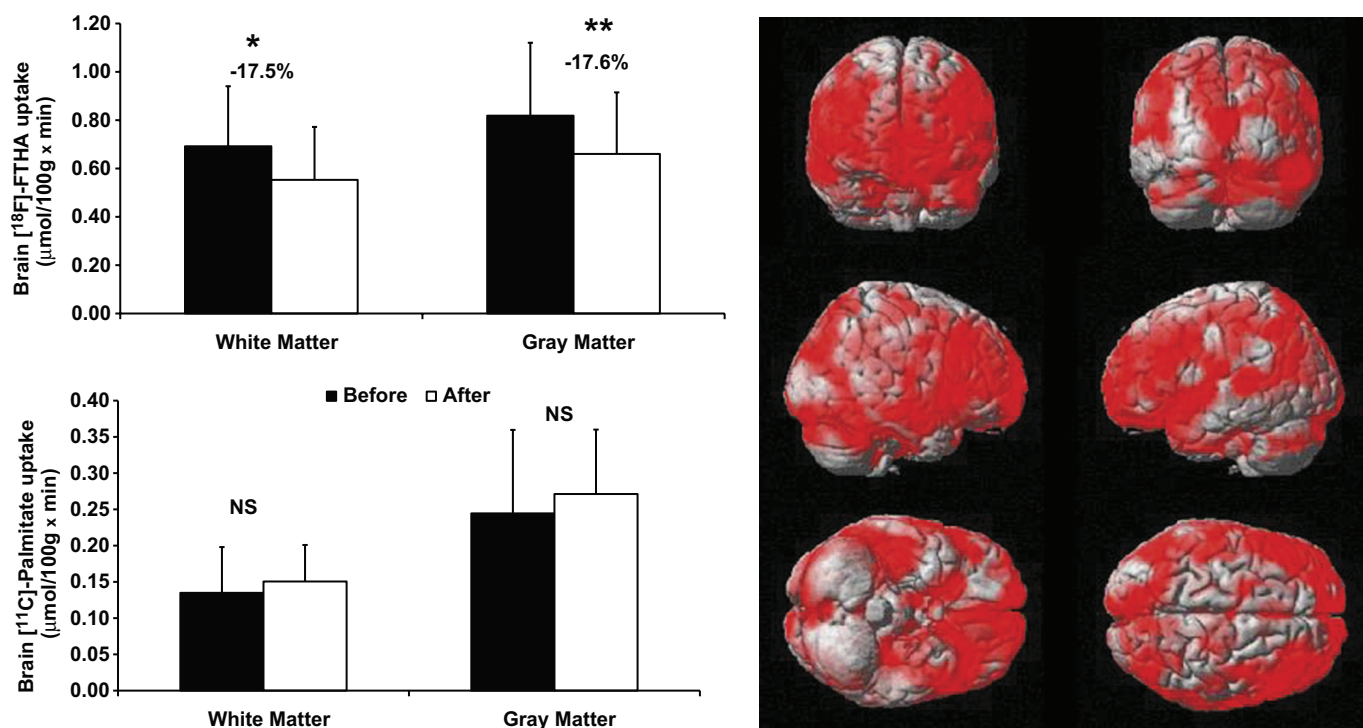 Brain [¹⁸F]-FTHA uptake
(µmol/100g x min)
1.20
1.00
0.80
0.60
0.40
0.20
0.00
*
-17.5%
**
-17.6%
White Matter
Gray Matter
Before After
Brain [¹¹C]-Palmitate uptake
(µmol/100g x min)
0.40
0.35
0.30
0.25
0.20
0.15
0.10
0.05
0.00
NS
NS
White Matter
Gray Matter